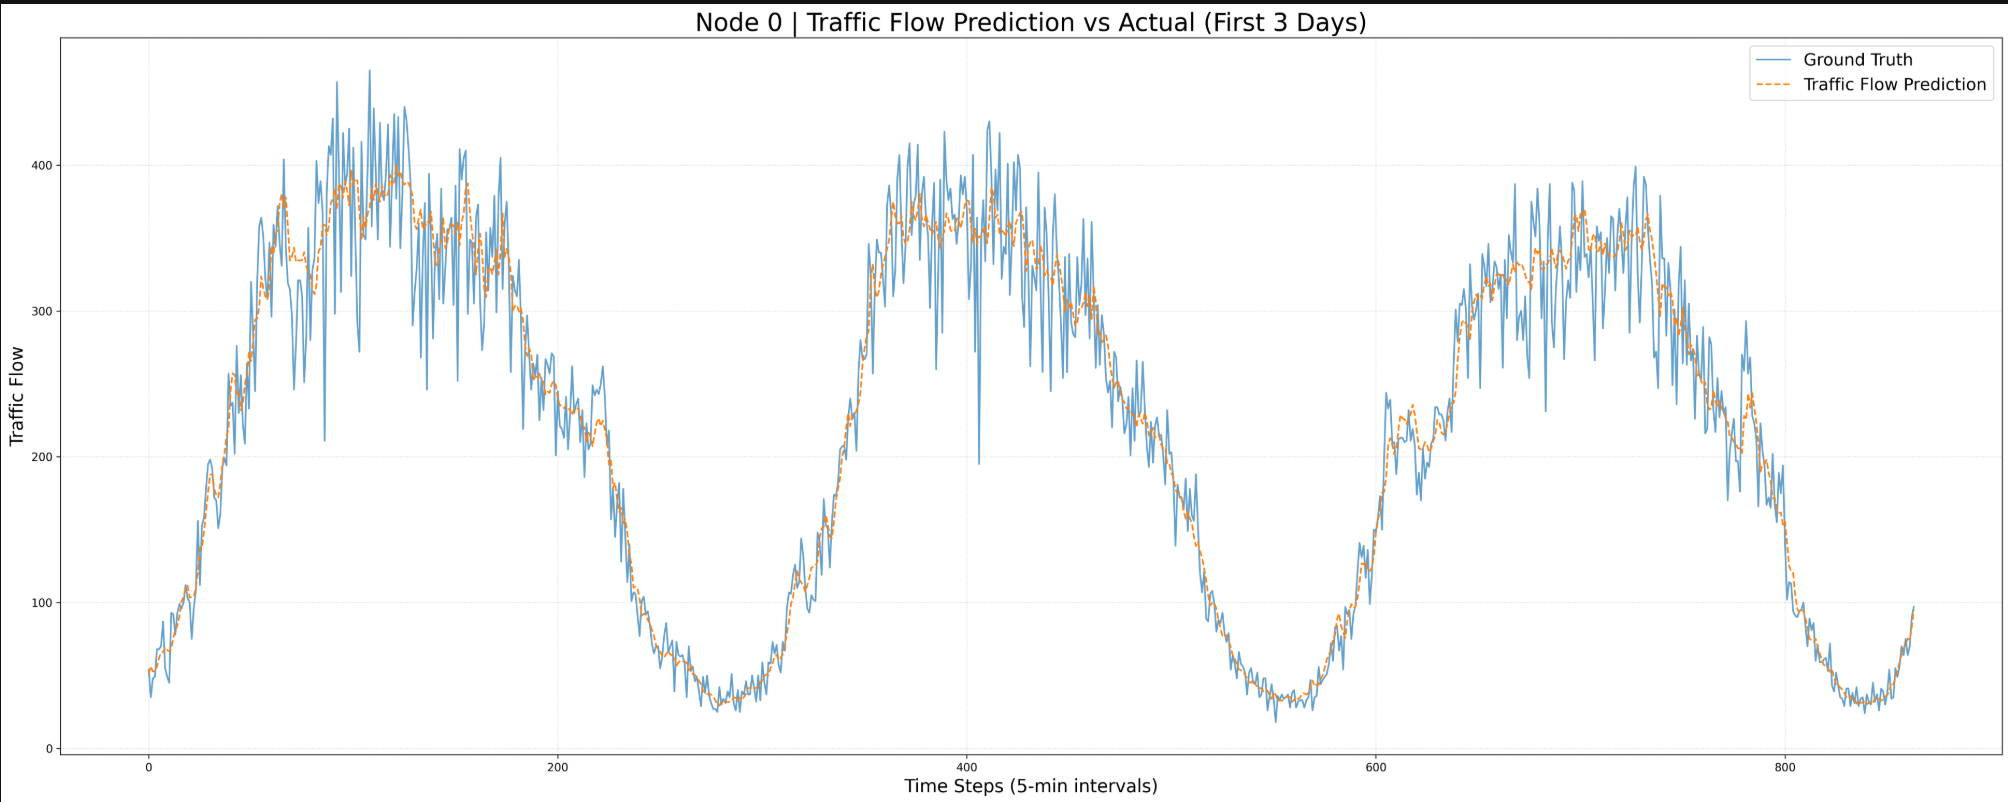 Node 0 | Traffic Flow Prediction vs Actual (First 3 Days)
Ground Truth
Traffic Flow Prediction
Traffic Flow
400
300
200
100
0
0 200 400 600 800
Time Steps (5-min intervals)